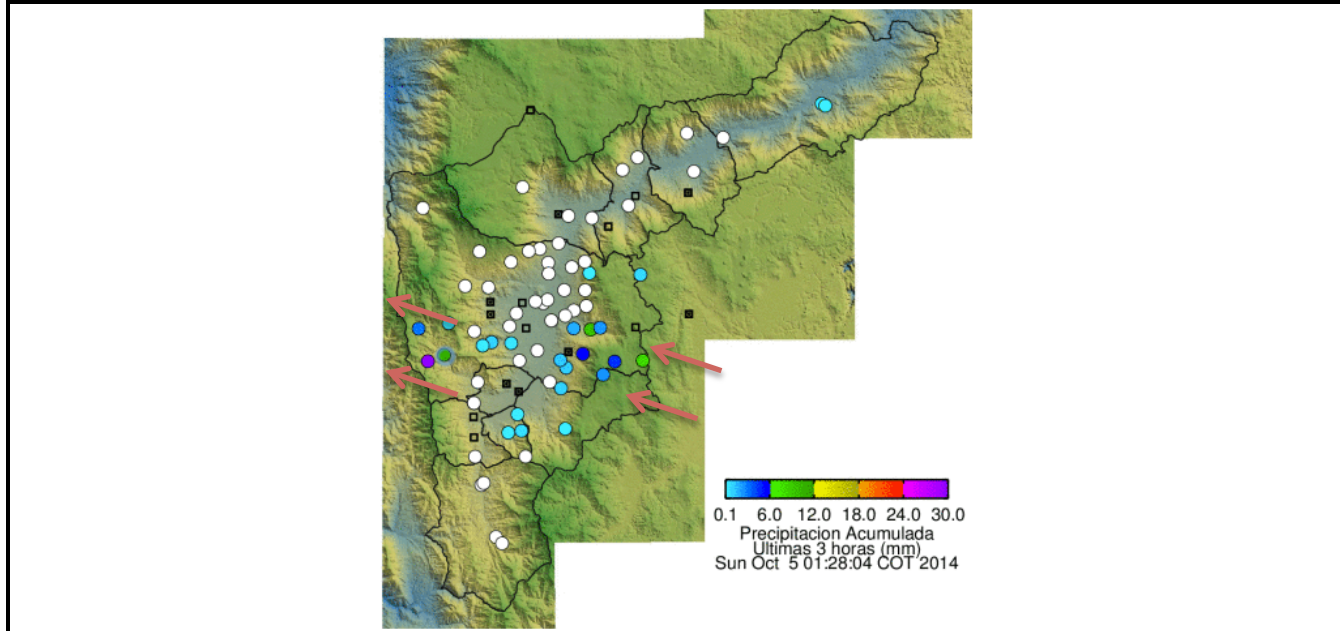 0.1 6.0 12.0 18.0 24.0 30.0
Precipitacion Acumulada
Ultimas 3 horas (mm)
Sun Oct 5 01:28:04 COT 2014